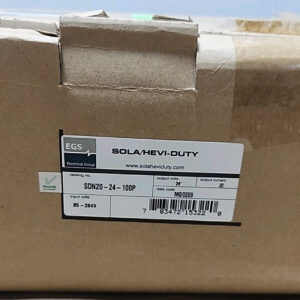 EGS
Electrical Group
SOLA/HEVI-DUTY
www.solaheviduty.com
catalog no.
SDN20-24-100P
output volts
24
output current
20
date code
MG0209
input volts
85 - 264V
7 83472 15322 0